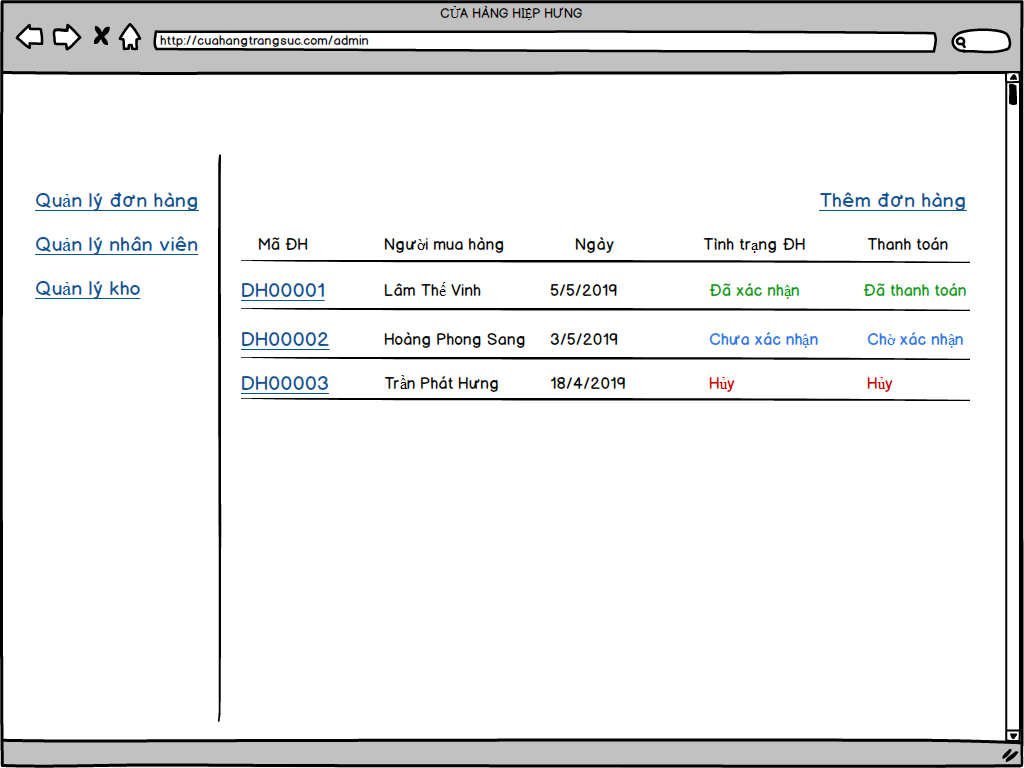 CỬA HÀNG HIỆP HƯNG
http://cuahangtrangsuc.com/admin
Quản lý đơn hàng
Thêm đơn hàng
Quản lý nhân viên
Mã ĐH Người mua hàng Ngày Tình trạng ĐH Thanh toán
Quản lý kho
DH00001 Lâm Thế Vinh 5/5/2019 Đã xác nhận Đã thanh toán
DH00002 Hoàng Phong Sang 3/5/2019 Chưa xác nhận Chờ xác nhận
DH00003 Trần Phát Hưng 18/4/2019 Hủy Hủy